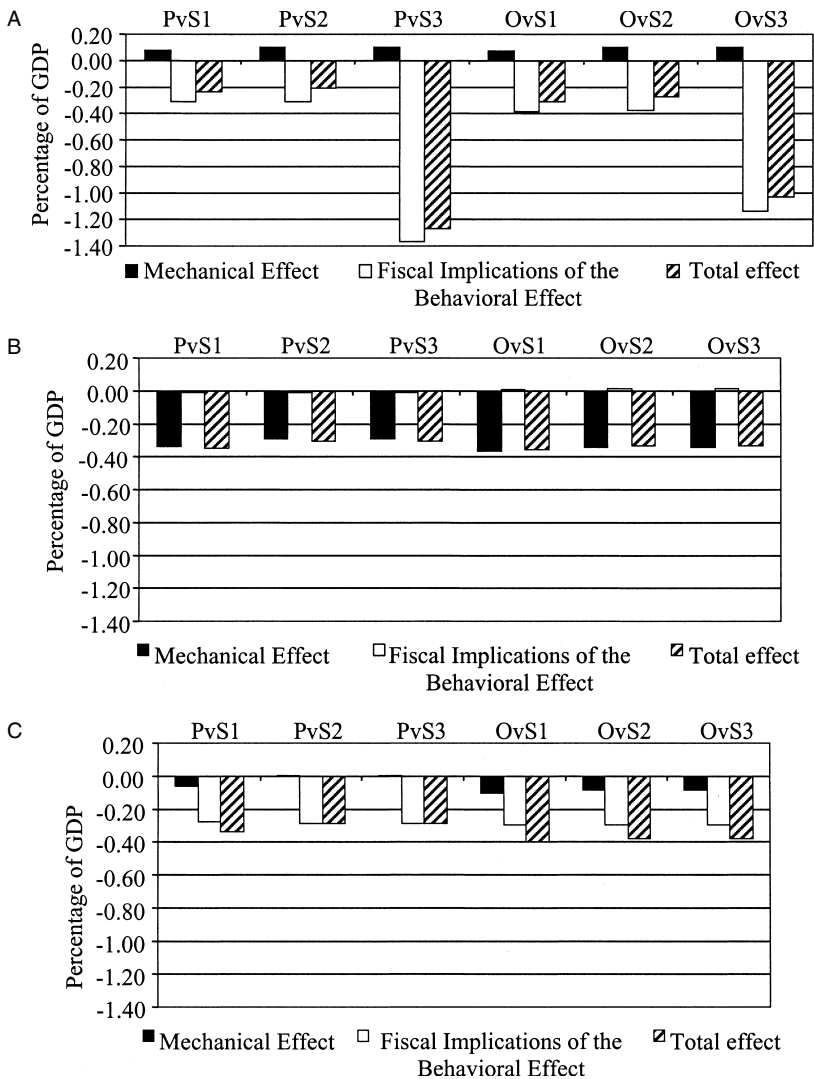 A
PvS1 PvS2 PvS3 OvS1 OvS2 OvS3
Percentage of GDP
0.20
0.00
-0.20
-0.40
-0.60
-0.80
-1.00
-1.20
-1.40
Mechanical Effect Fiscal Implications of the Total effect
Behavioral Effect
B
PvS1 PvS2 PvS3 OvS1 OvS2 OvS3
Percentage of GDP
0.20
0.00
-0.20
-0.40
-0.60
-0.80
-1.00
-1.20
-1.40
Mechanical Effect Fiscal Implications of the Total effect
Behavioral Effect
C
PvS1 PvS2 PvS3 OvS1 OvS2 OvS3
Percentage of GDP
0.20
0.00
-0.20
-0.40
-0.60
-0.80
-1.00
-1.20
-1.40
Mechanical Effect Fiscal Implications of the Total effect
Behavioral Effect